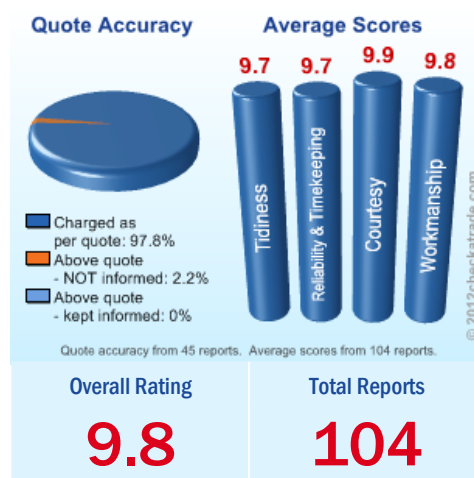 Quote Accuracy
Average Scores
9.7
9.7
9.9
9.8
Tidiness
Reliability & Timekeeping
Courtesy
Workmanship
Charged as
per quote: 97.8%
Above quote
- NOT informed: 2.2%
Above quote
- kept informed: 0%
© 2012checkatrade.com
Quote accuracy from 45 reports. Average scores from 104 reports.
Overall Rating
9.8
Total Reports
104